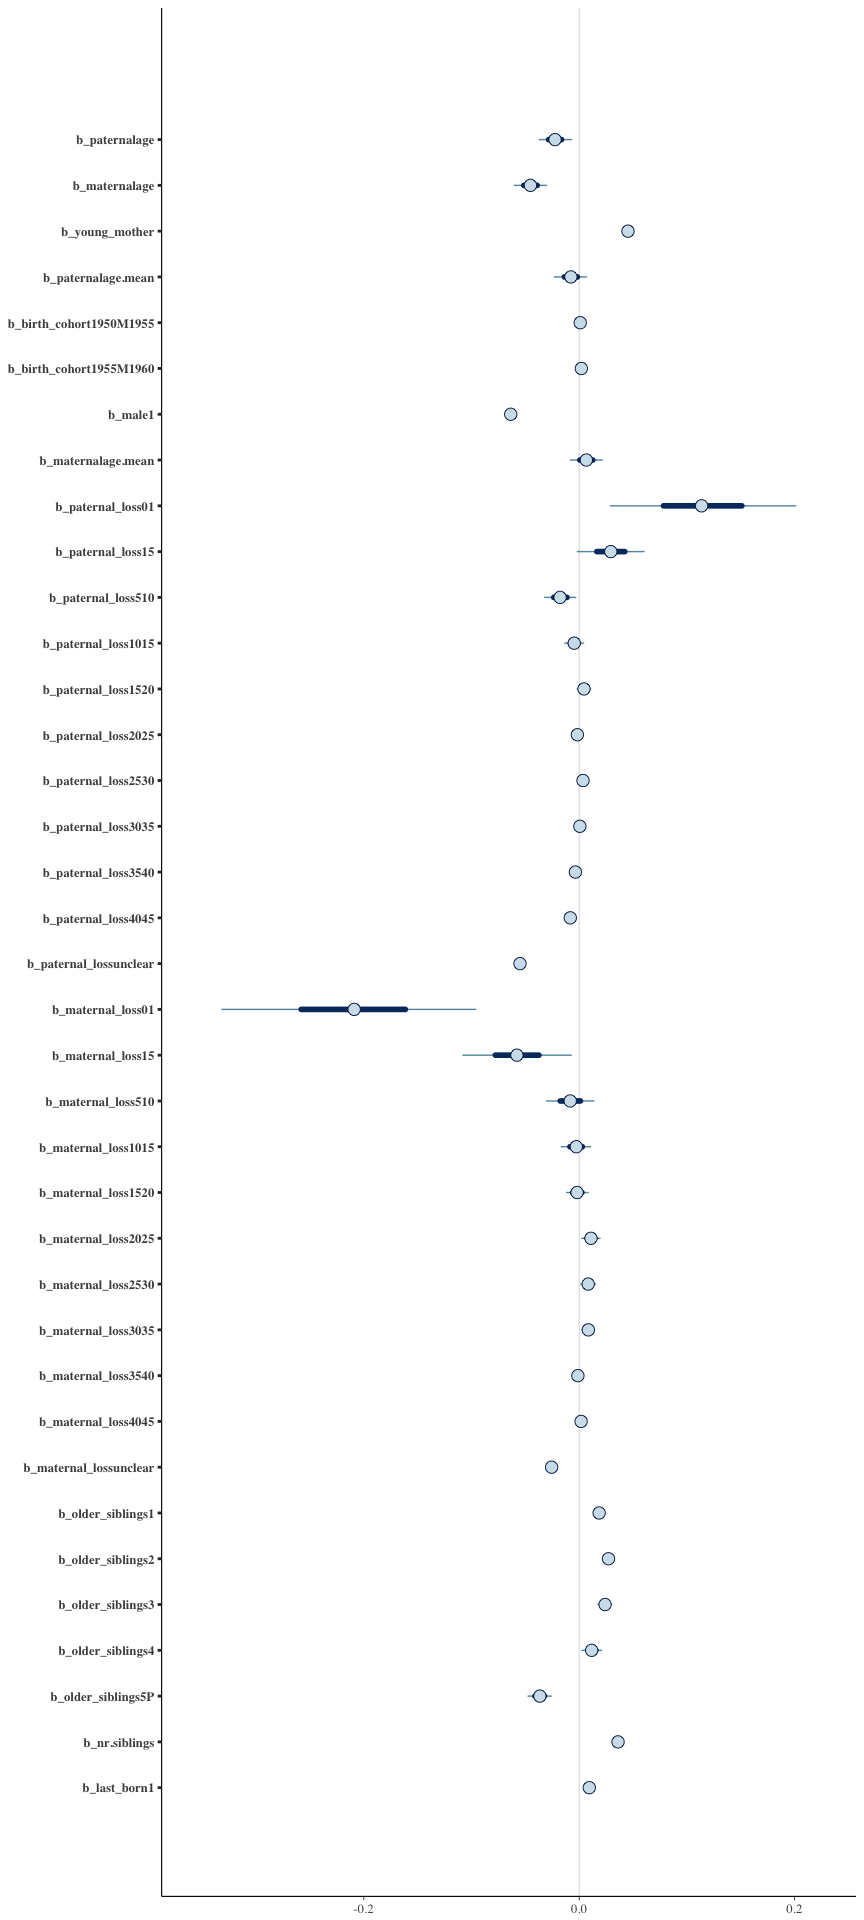 b_paternalage
b_maternalage
b_young_mother
b_paternalage.mean
b_birth_cohort1950M1955
b_birth_cohort1955M1960
b_male1
b_maternalage.mean
b_paternal_loss01
b_paternal_loss15
b_paternal_loss510
b_paternal_loss1015
b_paternal_loss1520
b_paternal_loss2025
b_paternal_loss2530
b_paternal_loss3035
b_paternal_loss3540
b_paternal_loss4045
b_paternal_lossunclear
b_maternal_loss01
b_maternal_loss15
b_maternal_loss510
b_maternal_loss1015
b_maternal_loss1520
b_maternal_loss2025
b_maternal_loss2530
b_maternal_loss3035
b_maternal_loss3540
b_maternal_loss4045
b_maternal_lossunclear
b_older_siblings1
b_older_siblings2
b_older_siblings3
b_older_siblings4
b_older_siblings5P
b_nr.siblings
b_last_born1
-0.2 0.0 0.2